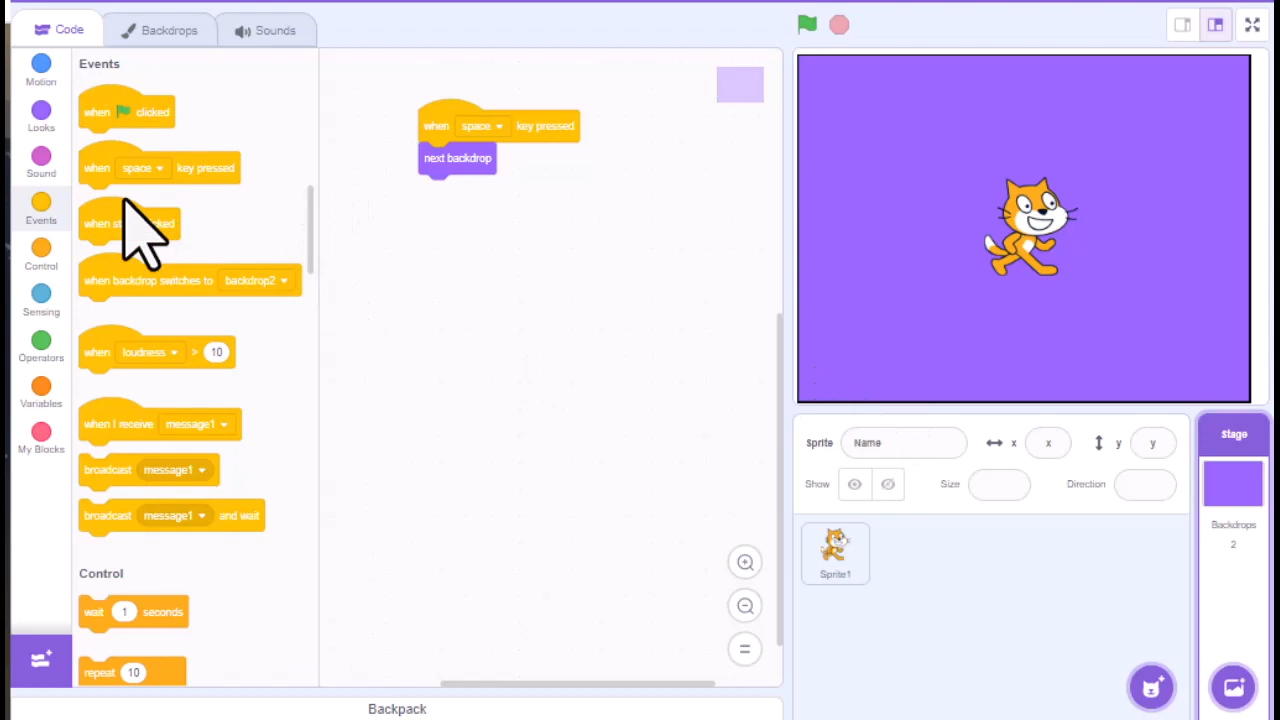 Code
Backdrops
Sounds
Motion
Looks
Sound
Events
Control
Sensing
Operators
Variables
My Blocks
Events
when clicked
when space key pressed
when
when backdrop switches to backdrop2
when loudness > 10
when I receive message1
broadcast message1
broadcast message1 and wait
Control
wait 1 seconds
repeat 10
when space key pressed
next backdrop
Backpack
Sprite Name x x y y
Show Size Direction
Sprite1
Stage
Backdrops
2